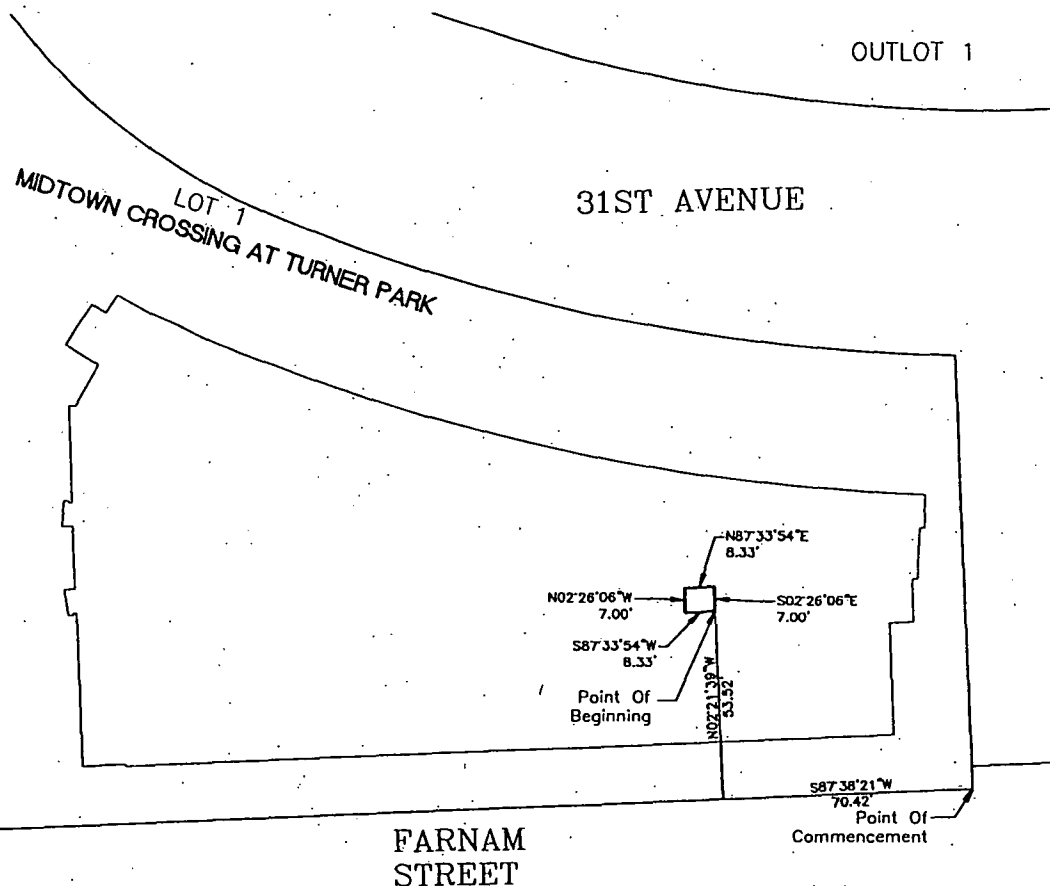 OUTLOT 1
31ST AVENUE
LOT 1
MIDTOWN CROSSING AT TURNER PARK
N87°33'54"E
8.33'
N02°26'06"W
7.00'
S02°26'06"E
7.00'
S87°33'54"W
8.33'
Point Of
Beginning
N02°21'39"W
53.52'
S87°38'21"W
70.42'
Point Of
Commencement
FARNAM
STREET